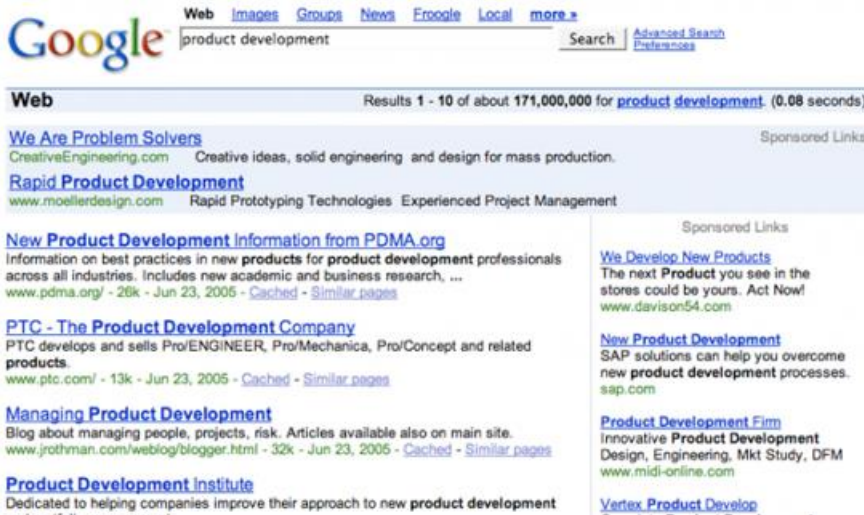 Google
Web Images Groups News Froogle Local more »
product development Search Advanced Search
Preferences
Web Results 1 - 10 of about 171,000,000 for product development. (0.08 seconds)
We Are Problem Solvers Sponsored Links
CreativeEngineering.com Creative ideas, solid engineering and design for mass production.
Rapid Product Development
www.moellerdesign.com Rapid Prototyping Technologies Experienced Project Management
New Product Development Information from PDMA.org
Information on best practices in new products for product development professionals
across all industries. Includes new academic and business research, ...
www.pdma.org/ - 26k - Jun 23, 2005 - Cached - Similar pages
PTC - The Product Development Company
PTC develops and sells Pro/ENGINEER, Pro/Mechanica, Pro/Concept and related
products.
www.ptc.com/ - 13k - Jun 23, 2005 - Cached - Similar pages
Managing Product Development
Blog about managing people, projects, risk. Articles available also on main site.
www.jrothman.com/weblog/blogger.html - 32k - Jun 23, 2005 - Cached - Similar pages
Product Development Institute
Dedicated to helping companies improve their approach to new product development
Sponsored Links
We Develop New Products
The next Product you see in the
stores could be yours. Act Now!
www.davison54.com
New Product Development
SAP solutions can help you overcome
new product development processes.
sap.com
Product Development Firm
Innovative Product Development
Design, Engineering, Mkt Study, DFM
www.midi-online.com
Vertex Product Develop